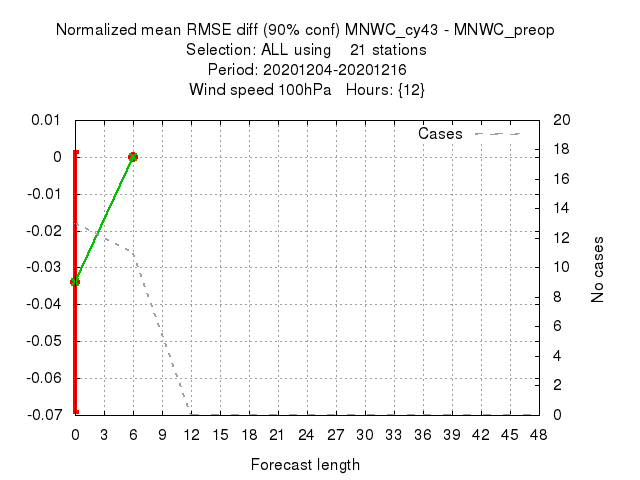 Normalized mean RMSE diff (90% conf) MNWC_cy43 - MNWC_preop
Selection: ALL using    21 stations
Period: 20201204-20201216
Wind speed 100hPa   Hours: {12}
0.01
0
-0.01
-0.02
-0.03
-0.04
-0.05
-0.06
-0.07
Cases
20
18
16
14
12
10
8
6
4
2
0
No cases
0 3 6 9 12 15 18 21 24 27 30 33 36 39 42 45 48
Forecast length